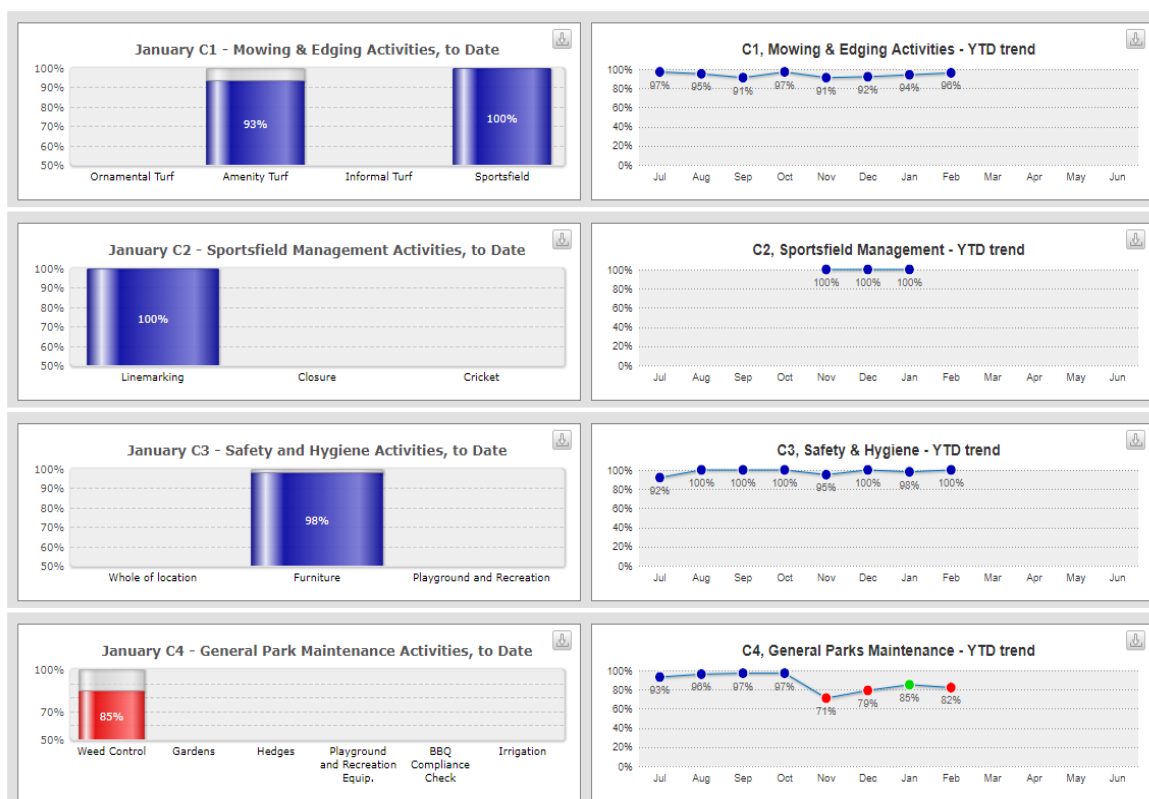 January C1 - Mowing & Edging Activities, to Date
100%
90%
80%
70%
60%
50%
93%
100%
Ornamental Turf Amenity Turf Informal Turf Sportsfield
C1, Mowing & Edging Activities - YTD trend
100%
80%
60%
40%
20%
0%
97% 95% 91% 97% 91% 92% 94% 96%
Jul Aug Sep Oct Nov Dec Jan Feb Mar Apr May Jun
January C2 - Sportsfield Management Activities, to Date
100%
90%
80%
70%
60%
50%
100%
Linemarking Closure Cricket
C2, Sportsfield Management - YTD trend
100%
80%
60%
40%
20%
0%
100% 100% 100%
Jul Aug Sep Oct Nov Dec Jan Feb Mar Apr May Jun
January C3 - Safety and Hygiene Activities, to Date
100%
90%
80%
70%
60%
50%
98%
Whole of location Furniture Playground and Recreation
C3, Safety & Hygiene - YTD trend
100%
80%
60%
40%
20%
0%
92% 100% 100% 100% 95% 100% 98% 100%
Jul Aug Sep Oct Nov Dec Jan Feb Mar Apr May Jun
January C4 - General Park Maintenance Activities, to Date
100%
70%
50%
85%
Weed Control Gardens Hedges Playground and Recreation Equip. BBQ Compliance Check Irrigation
C4, General Parks Maintenance - YTD trend
100%
80%
60%
40%
20%
0%
93% 96% 97% 97% 71% 79% 85% 82%
Jul Aug Sep Oct Nov Dec Jan Feb Mar Apr May Jun